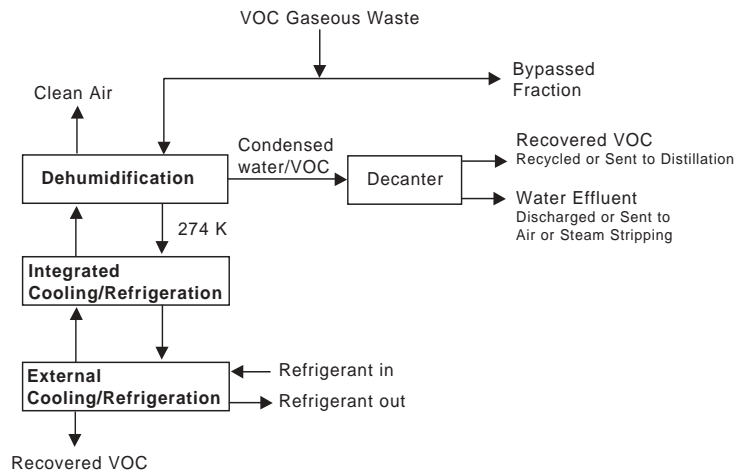 VOC Gaseous Waste
Bypassed
Fraction
Clean Air
Condensed
water/VOC
Recovered VOC
Recycled or Sent to Distillation
Dehumidification
Decanter
Water Effluent
Discharged or Sent to
Air or Steam Stripping
274 K
Integrated
Cooling/Refrigeration
External
Cooling/Refrigeration
Refrigerant in
Refrigerant out
Recovered VOC